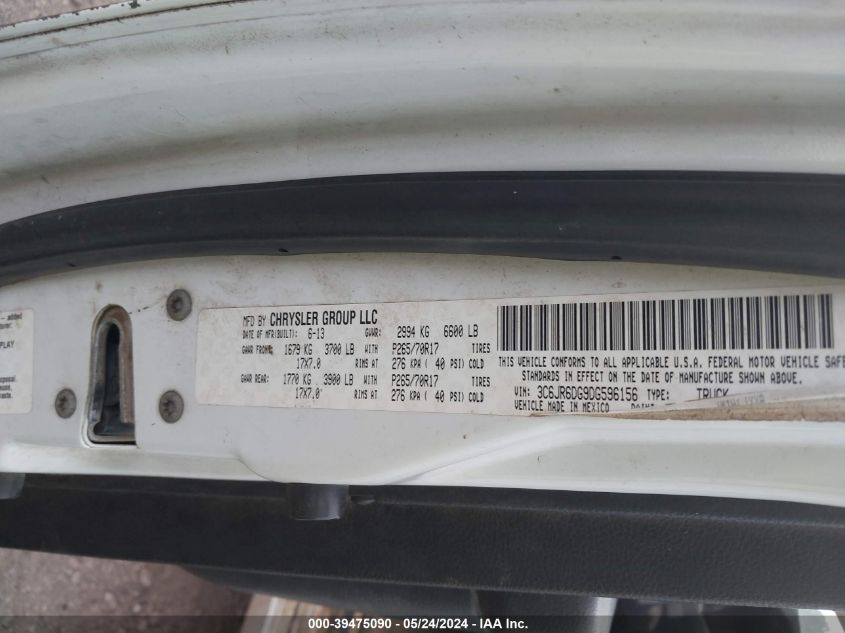 - added
PLAY
MFD BY CHRYSLER GROUP LLC
DATE OF MFR(BUILT): 6-13 GVWR: 2994 KG 6600 LB
GAWR FRONT: 1679 KG 3700 LB WITH P265/70R17 TIRES
17X7.0 RIMS AT 276 KPA ( 40 PSI) COLD
GAWR REAR: 1770 KG 3900 LB WITH P265/70R17 TIRES
17X7.0 RIMS AT 276 KPA ( 40 PSI) COLD
THIS VEHICLE CONFORMS TO ALL APPLICABLE U.S.A. FEDERAL MOTOR VEHICLE SAFE
STANDARDS IN EFFECT ON THE DATE OF MANUFACTURE SHOWN ABOVE.
VIN: 3C6JR6DG9DG596156 TYPE: TRUCK
VEHICLE MADE IN MEXICO
000-39475090 - 05/24/2024 - IAA Inc.